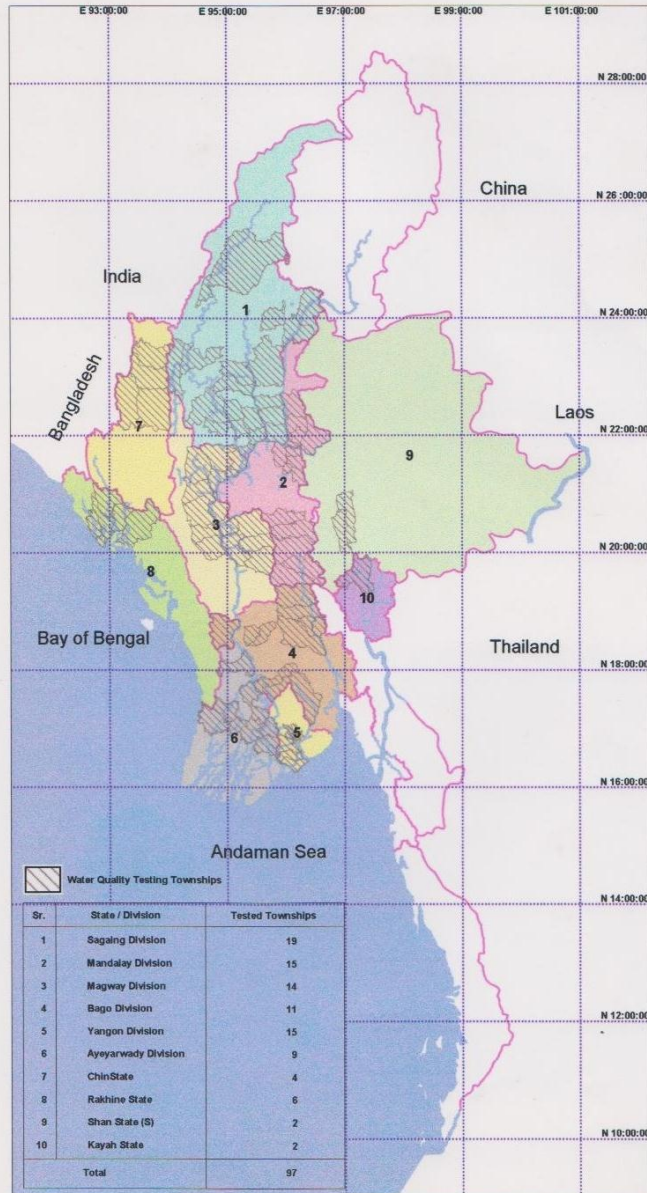 E 93:00:00 E 95:00:00 E 97:00:00 E 99:00:00 E 101:00:00
N 28:00:00
China
N 26 :00:00
India
1
N 24:00:00
Bangladesh
7
Laos
N 22:00:00
9
2
3
N 20:00:00
8
10
Bay of Bengal
4
Thailand
N 18:00:00
5
6
N 16:00:00
Andaman Sea
Water Quality Testing Townships
N 14:00:00
Sr. State / Division Tested Townships
1 Sagaing Division 19
2 Mandalay Division 15
3 Magway Division 14
4 Bago Division 11
5 Yangon Division 15
6 Ayeyarwady Division 9
7 ChinState 4
8 Rakhine State 6
9 Shan State (S) 2
10 Kayah State 2
Total 97
N 12:00:00
N 10:00:00